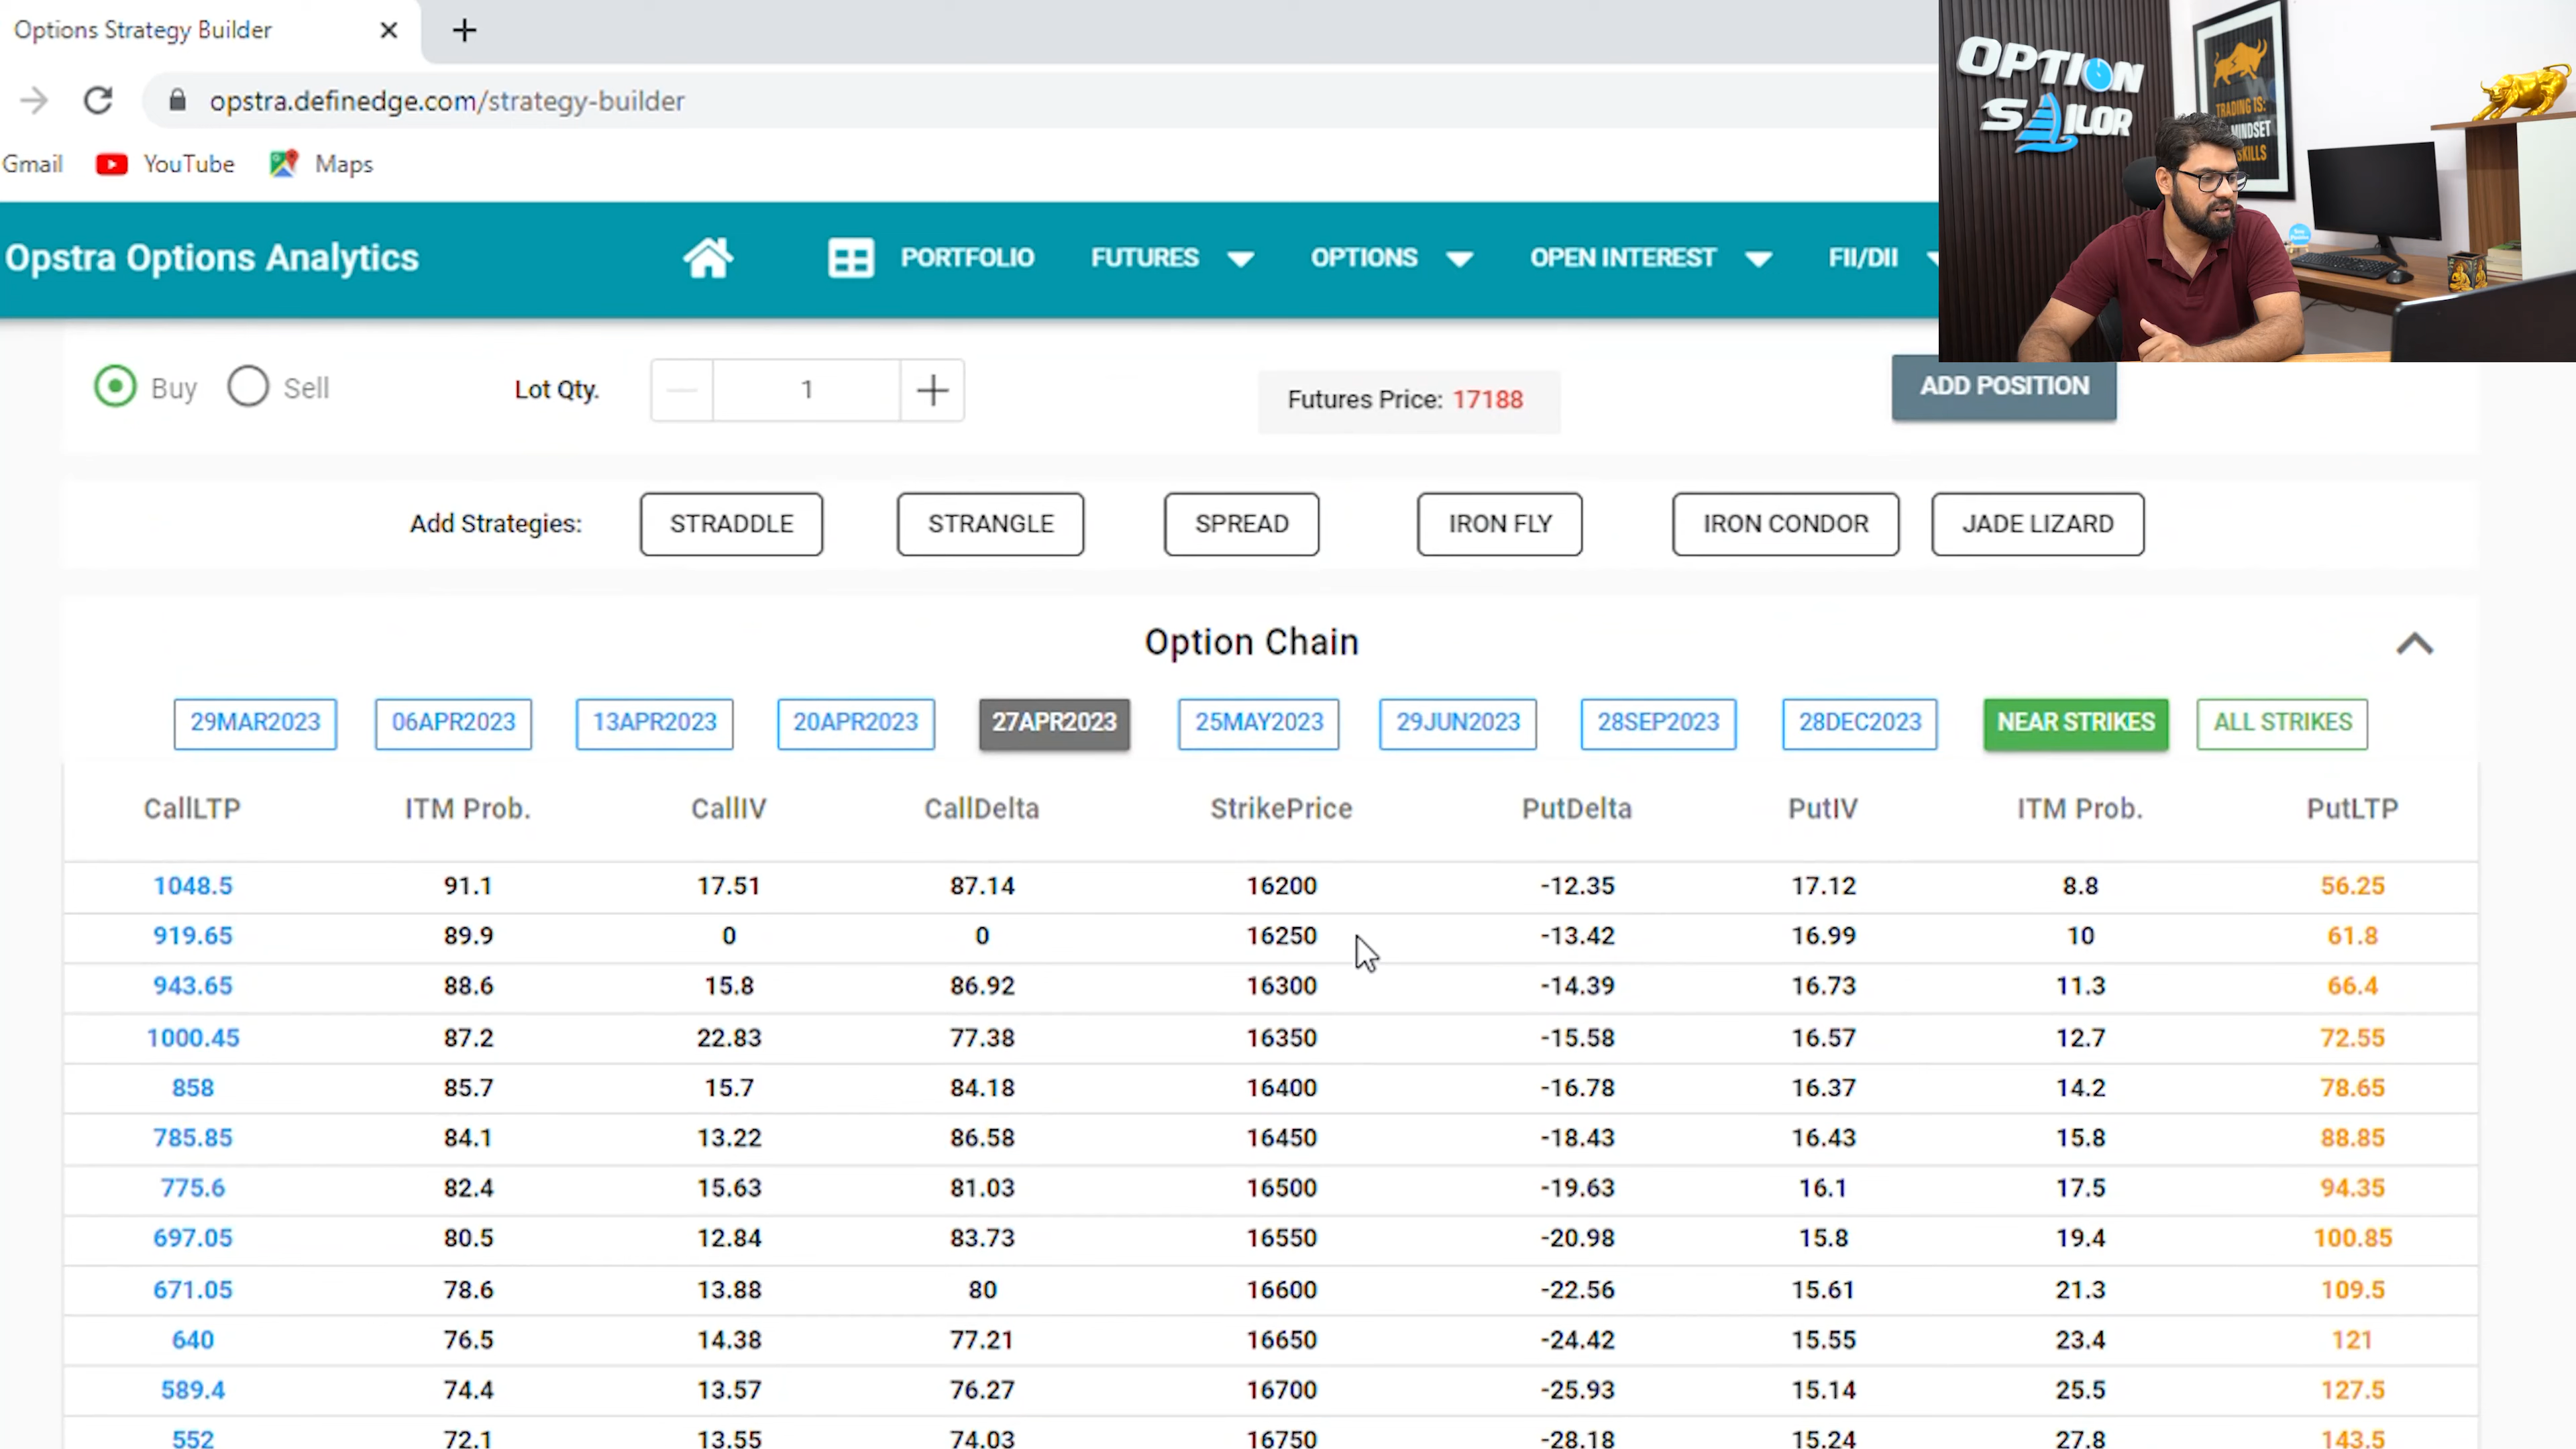 Options Strategy Builder
opstra.definedge.com/strategy-builder
Gmail YouTube Maps
OPTION
SAILOR
TRADING IS:
MINDSET
SKILLS
Opstra Options Analytics PORTFOLIO FUTURES OPTIONS OPEN INTEREST FII/DII
Buy Sell Lot Qty. 1 Futures Price: 17188 ADD POSITION
Add Strategies: STRADDLE STRANGLE SPREAD IRON FLY IRON CONDOR JADE LIZARD
Option Chain
29MAR2023 06APR2023 13APR2023 20APR2023 27APR2023 25MAY2023 29JUN2023 28SEP2023 28DEC2023 NEAR STRIKES ALL STRIKES
CallLTP ITM Prob. CallIV CallDelta StrikePrice PutDelta PutIV ITM Prob. PutLTP
1048.5 91.1 17.51 87.14 16200 -12.35 17.12 8.8 56.25
919.65 89.9 0 0 16250 -13.42 16.99 10 61.8
943.65 88.6 15.8 86.92 16300 -14.39 16.73 11.3 66.4
1000.45 87.2 22.83 77.38 16350 -15.58 16.57 12.7 72.55
858 85.7 15.7 84.18 16400 -16.78 16.37 14.2 78.65
785.85 84.1 13.22 86.58 16450 -18.43 16.43 15.8 88.85
775.6 82.4 15.63 81.03 16500 -19.63 16.1 17.5 94.35
697.05 80.5 12.84 83.73 16550 -20.98 15.8 19.4 100.85
671.05 78.6 13.88 80 16600 -22.56 15.61 21.3 109.5
640 76.5 14.38 77.21 16650 -24.42 15.55 23.4 121
589.4 74.4 13.57 76.27 16700 -25.93 15.14 25.5 127.5
552 72.1 13.55 74.03 16750 -28.18 15.24 27.8 143.5